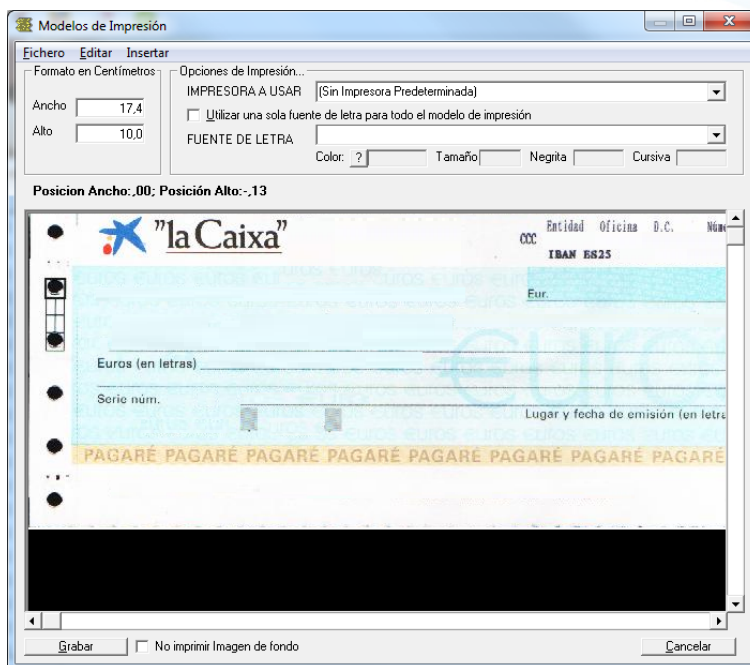 Modelos de Impresión
Fichero Editar Insertar
Formato en Centímetros
Ancho 17,4
Alto 10,0
Opciones de Impresión...
IMPRESORA A USAR (Sin Impresora Predeterminada)
Utilizar una sola fuente de letra para todo el modelo de impresión
FUENTE DE LETRA
Color: ? Tamaño Negrita Cursiva
Posicion Ancho:,00; Posición Alto:-,13
"la Caixa"
Entidad Oficina D.C. Núme
CCC
IBAN ES25
Eur.
euros
Euros (en letras)
Serie núm.
Lugar y fecha de emisión (en letra
PAGARÉ PAGARÉ PAGARÉ PAGARÉ PAGARÉ PAGARÉ PAGARÉ PAGARÉ
Grabar No imprimir Imagen de fondo Cancelar